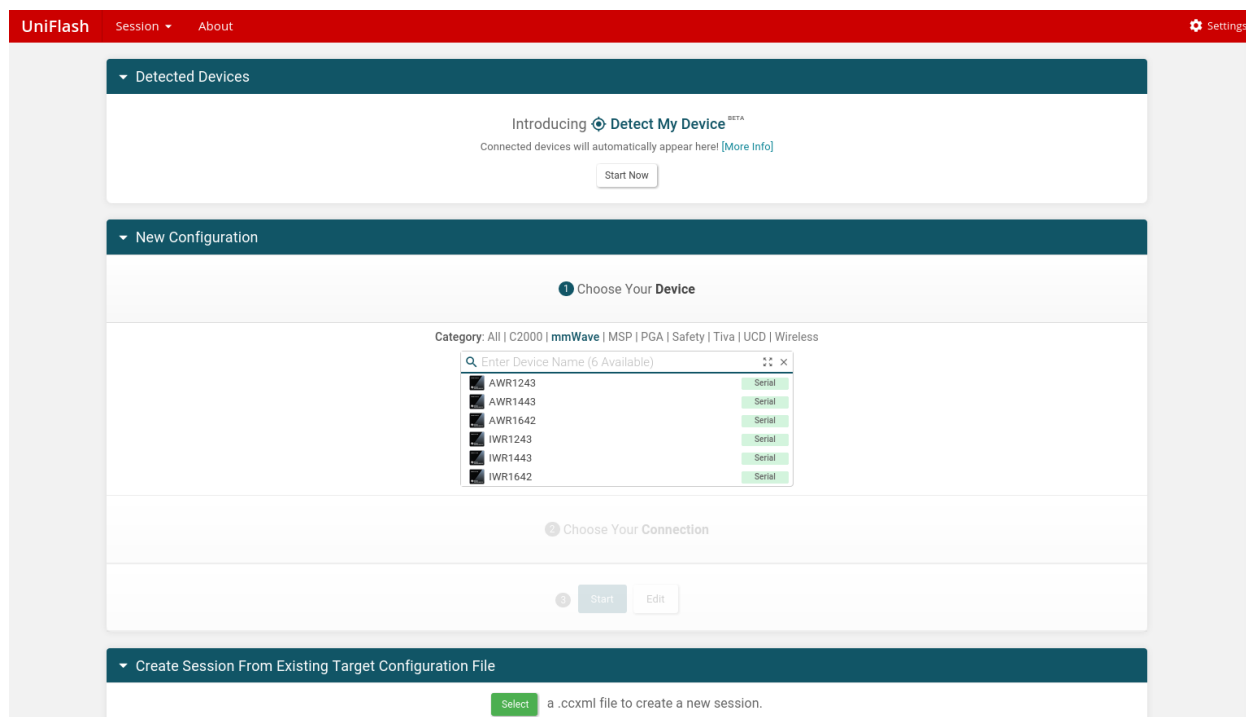 UniFlash Session About Settings
Detected Devices
Introducing Detect My Device BETA
Connected devices will automatically appear here! [More Info]
Start Now
New Configuration
1 Choose Your Device
Category: All | C2000 | mmWave | MSP | PGA | Safety | Tiva | UCD | Wireless
Enter Device Name (6 Available)
AWR1243 Serial
AWR1443 Serial
AWR1642 Serial
IWR1243 Serial
IWR1443 Serial
IWR1642 Serial
2 Choose Your Connection
3 Start Edit
Create Session From Existing Target Configuration File
Select a .ccxml file to create a new session.